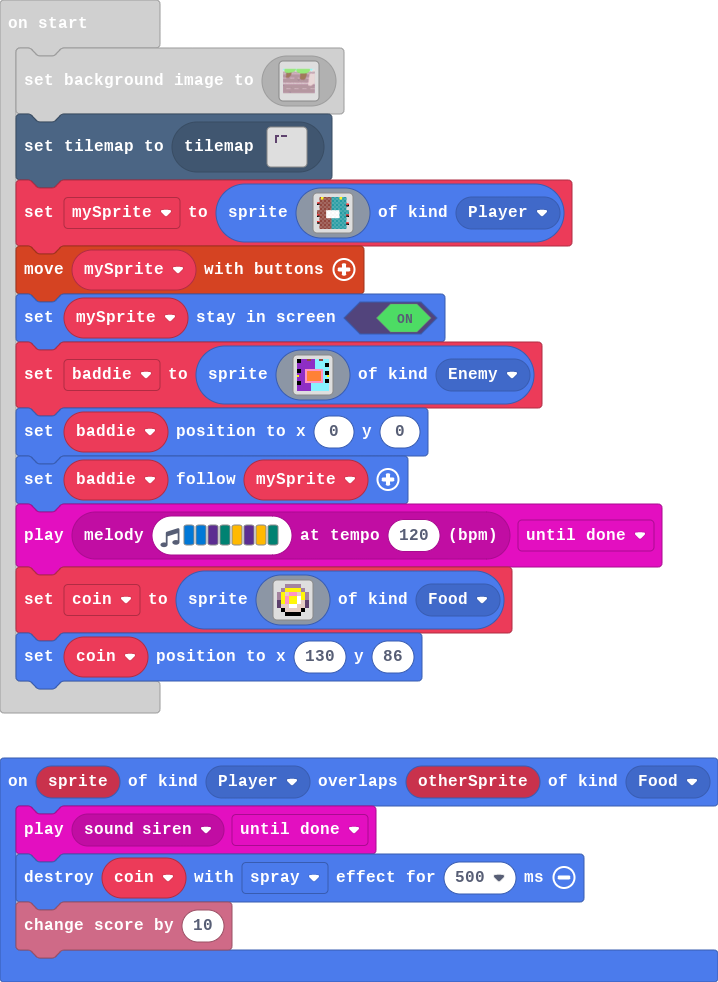 on start
set background image to
set tilemap to tilemap
set mySprite to sprite of kind Player
move mySprite with buttons
set mySprite stay in screen ON
set baddie to sprite of kind Enemy
set baddie position to x 0 y 0
set baddie follow mySprite
play melody at tempo 120 (bpm) until done
set coin to sprite of kind Food
set coin position to x 130 y 86
on sprite of kind Player overlaps otherSprite of kind Food
play sound siren until done
destroy coin with spray effect for 500 ms
change score by 10